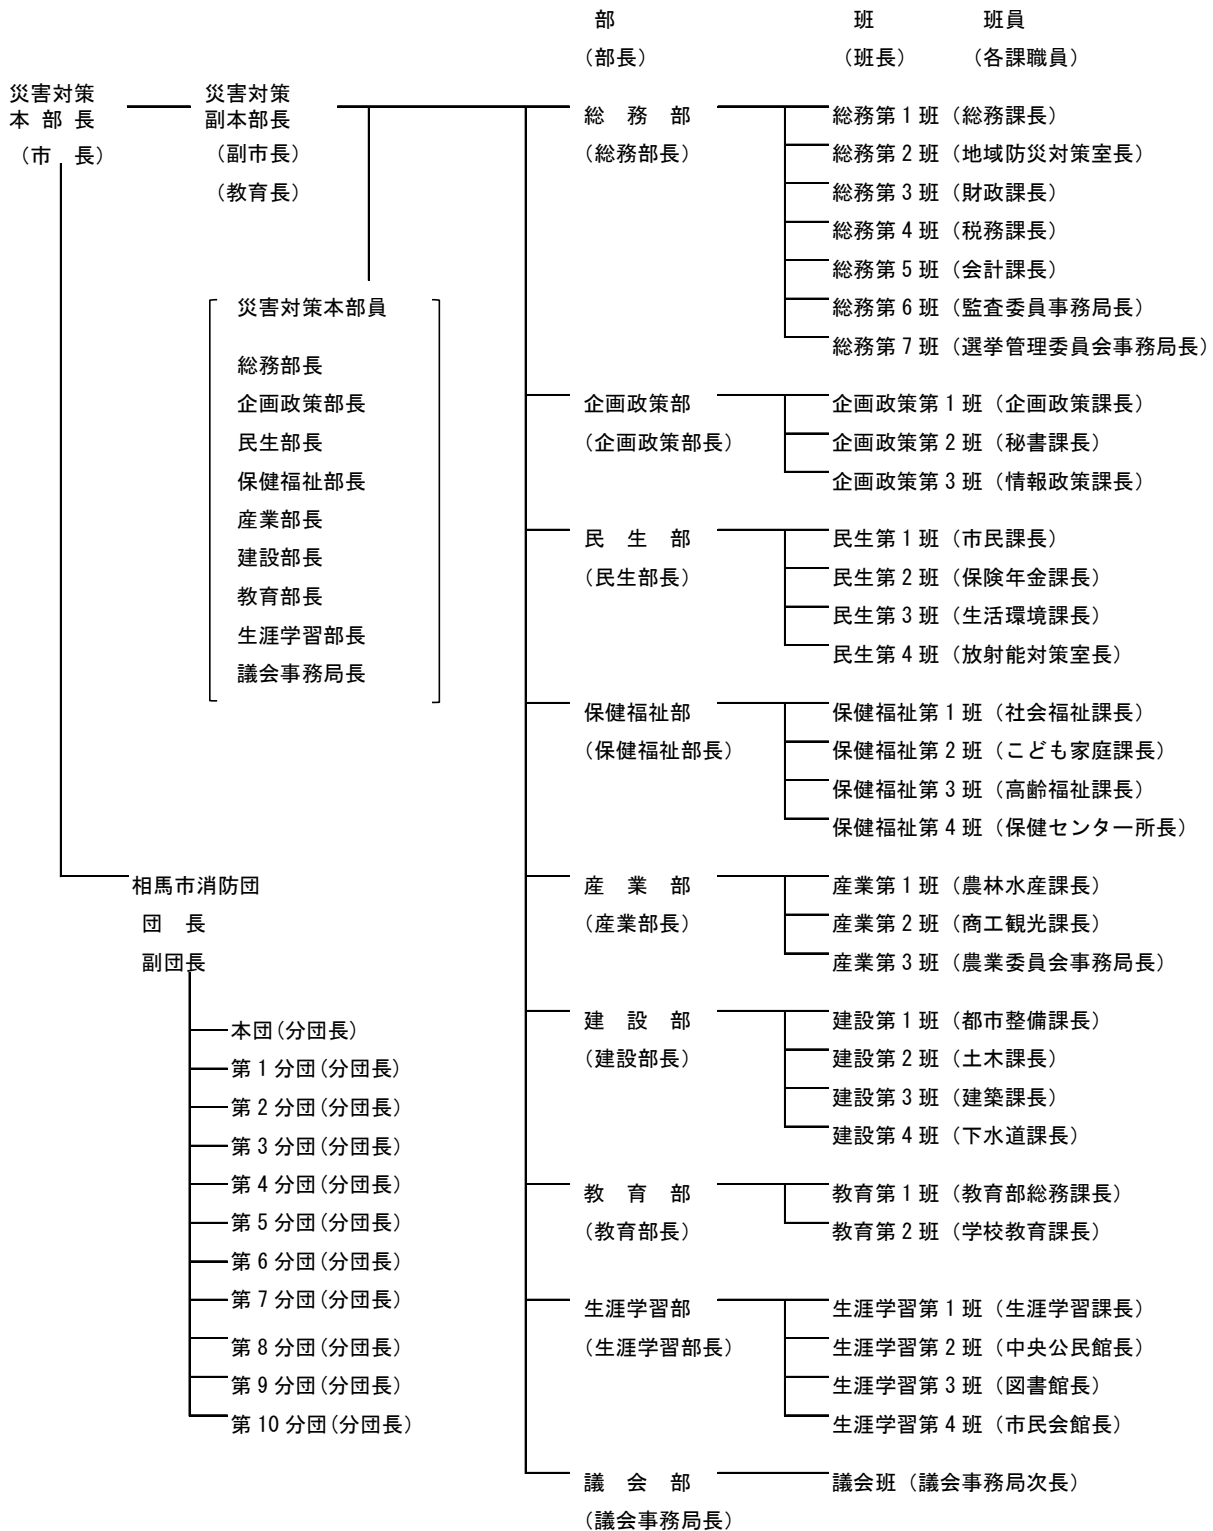 部 班 班員
(部長) (班長) (各課職員)
災害対策
本部長
(市 長)
災害対策
副本部長
(副市長)
(教育長)
災害対策本部員
総務部長
企画政策部長
民生部長
保健福祉部長
産業部長
建設部長
教育部長
生涯学習部長
議会事務局長
相馬市消防団
団 長
副団長
本団(分団長)
第1分団(分団長)
第2分団(分団長)
第3分団(分団長)
第4分団(分団長)
第5分団(分団長)
第6分団(分団長)
第7分団(分団長)
第8分団(分団長)
第9分団(分団長)
第10分団(分団長)
総 務 部
(総務部長)
総務第1班(総務課長)
総務第2班(地域防災対策室長)
総務第3班(財政課長)
総務第4班(税務課長)
総務第5班(会計課長)
総務第6班(監査委員事務局長)
総務第7班(選挙管理委員会事務局長)
企画政策部
(企画政策部長)
企画政策第1班(企画政策課長)
企画政策第2班(秘書課長)
企画政策第3班(情報政策課長)
民 生 部
(民生部長)
民生第1班(市民課長)
民生第2班(保険年金課長)
民生第3班(生活環境課長)
民生第4班(放射能対策室長)
保健福祉部
(保健福祉部長)
保健福祉第1班(社会福祉課長)
保健福祉第2班(こども家庭課長)
保健福祉第3班(高齢福祉課長)
保健福祉第4班(保健センター所長)
産 業 部
(産業部長)
産業第1班(農林水産課長)
産業第2班(商工観光課長)
産業第3班(農業委員会事務局長)
建 設 部
(建設部長)
建設第1班(都市整備課長)
建設第2班(土木課長)
建設第3班(建築課長)
建設第4班(下水道課長)
教 育 部
(教育部長)
教育第1班(教育部総務課長)
教育第2班(学校教育課長)
生涯学習部
(生涯学習部長)
生涯学習第1班(生涯学習課長)
生涯学習第2班(中央公民館長)
生涯学習第3班(図書館長)
生涯学習第4班(市民会館長)
議 会 部
(議会事務局長)
議会班(議会事務局次長)